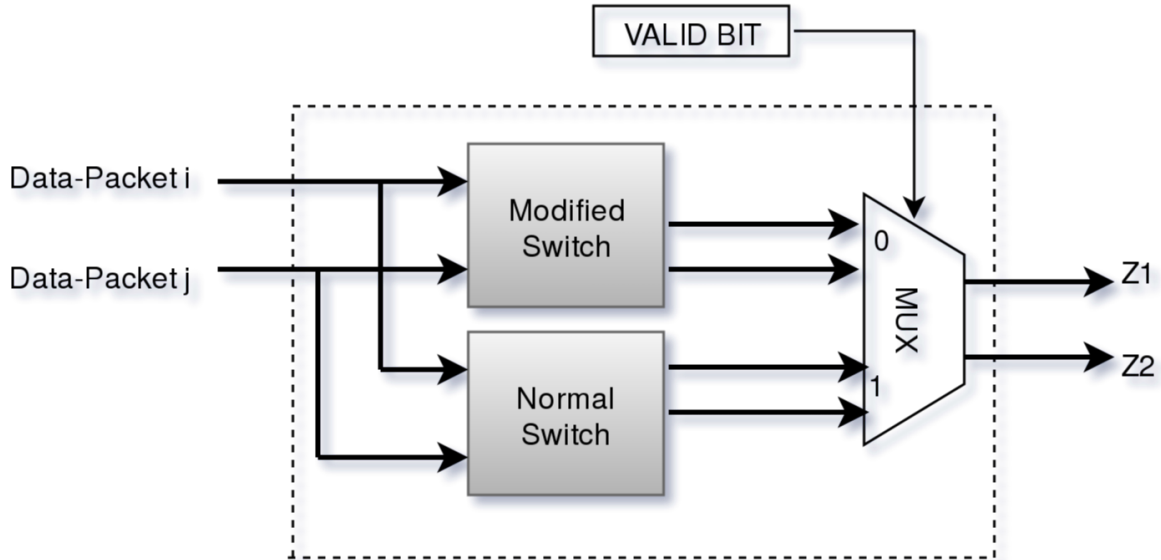 VALID BIT
Data-Packet i
Data-Packet j
Modified
Switch
Normal
Switch
0
1
MUX
Z1
Z2